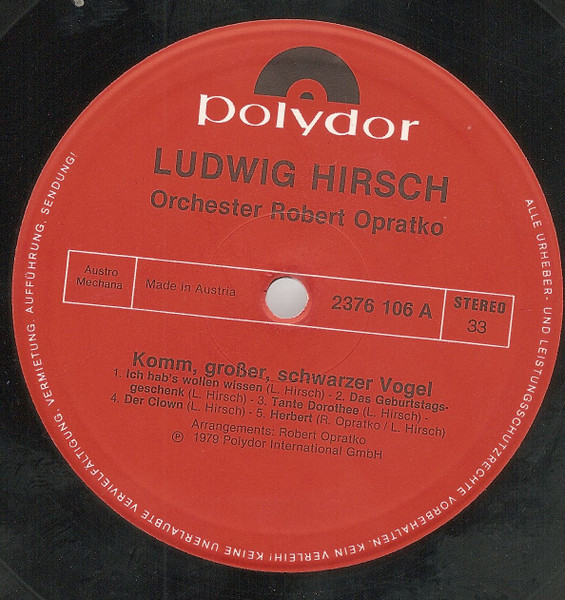 polydor
LUDWIG HIRSCH
Orchester Robert Opratko
Austro
Mechana
Made in Austria
2376 106 A
STEREO
33
Komm, großer, schwarzer Vogel
1. Ich hab's wollen wissen (L. Hirsch) - 2. Das Geburtstags-
geschenk (L. Hirsch) - 3. Tante Dorothee (L. Hirsch) -
4. Der Clown (L. Hirsch) - 5. Herbert (R. Opratko / L. Hirsch)
Arrangements: Robert Opratko
℗ 1979 Polydor International GmbH
ALLE URHEBER- UND LEISTUNGSSCHUTZRECHTE VORBEHALTEN. KEIN VERLEIH! KEINE UNERLAUBTE VERVIELFÄLTIGUNG, VERMIETUNG, AUFFÜHRUNG, SENDUNG!